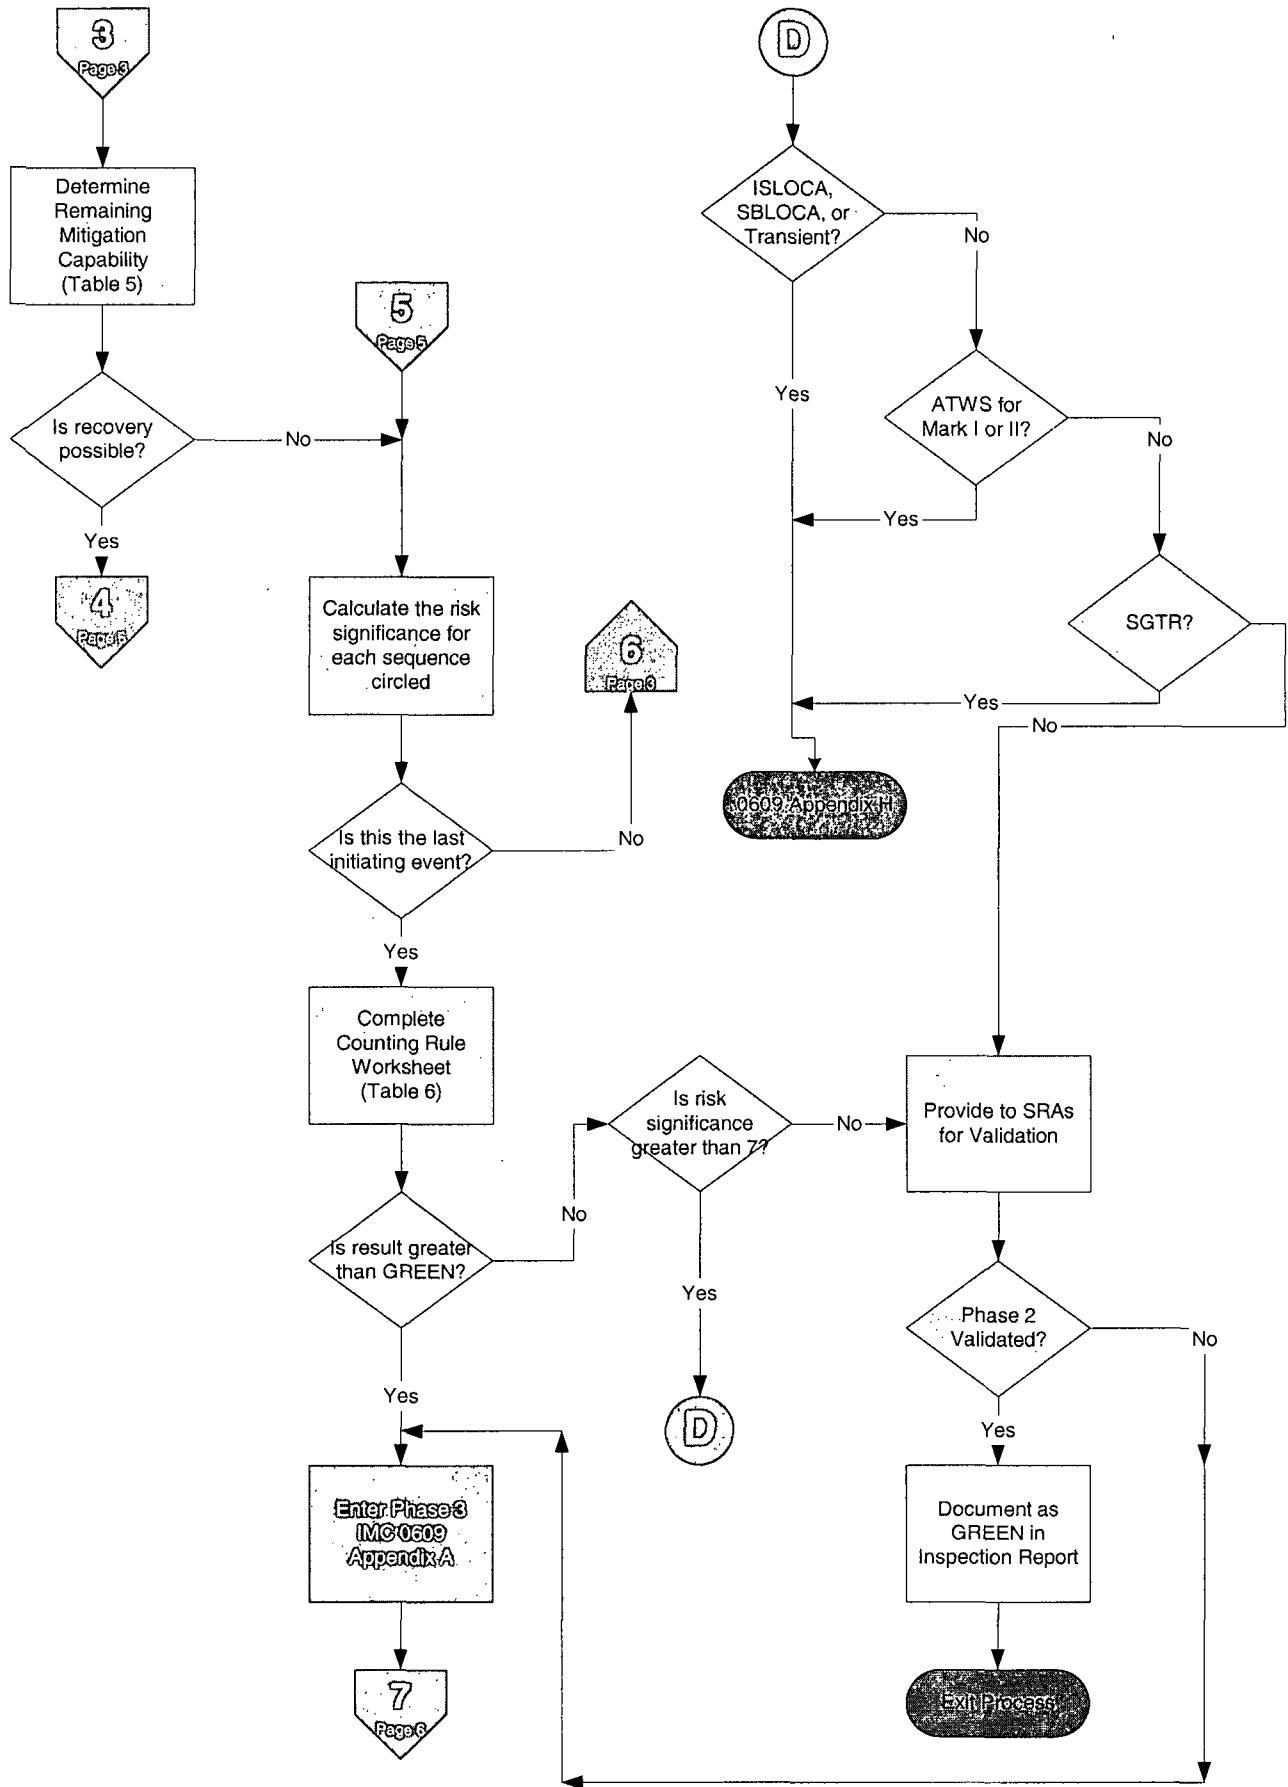 3
Page 3
Determine
Remaining
Mitigation
Capability
(Table 5)
Is recovery
possible?
No
Yes
4
5
Page 5
Calculate the risk
significance for
each sequence
circled
6
Page 3
Is this the last
initiating event?
No
Yes
Complete
Counting Rule
Worksheet
(Table 6)
Is result greater
than GREEN?
No
Yes
Enter Phase 3
IMC 0609
Appendix A
7
Page 6
Is risk
significance
greater than 7?
No
Yes
D
D
ISLOCA,
SBLOCA, or
Transient?
No
Yes
ATWS for
Mark I or II?
No
Yes
SGTR?
Yes
No
0609 Appendix H
Provide to SRAs
for Validation
Phase 2
Validated?
No
Yes
Document as
GREEN in
Inspection Report
Exit Process